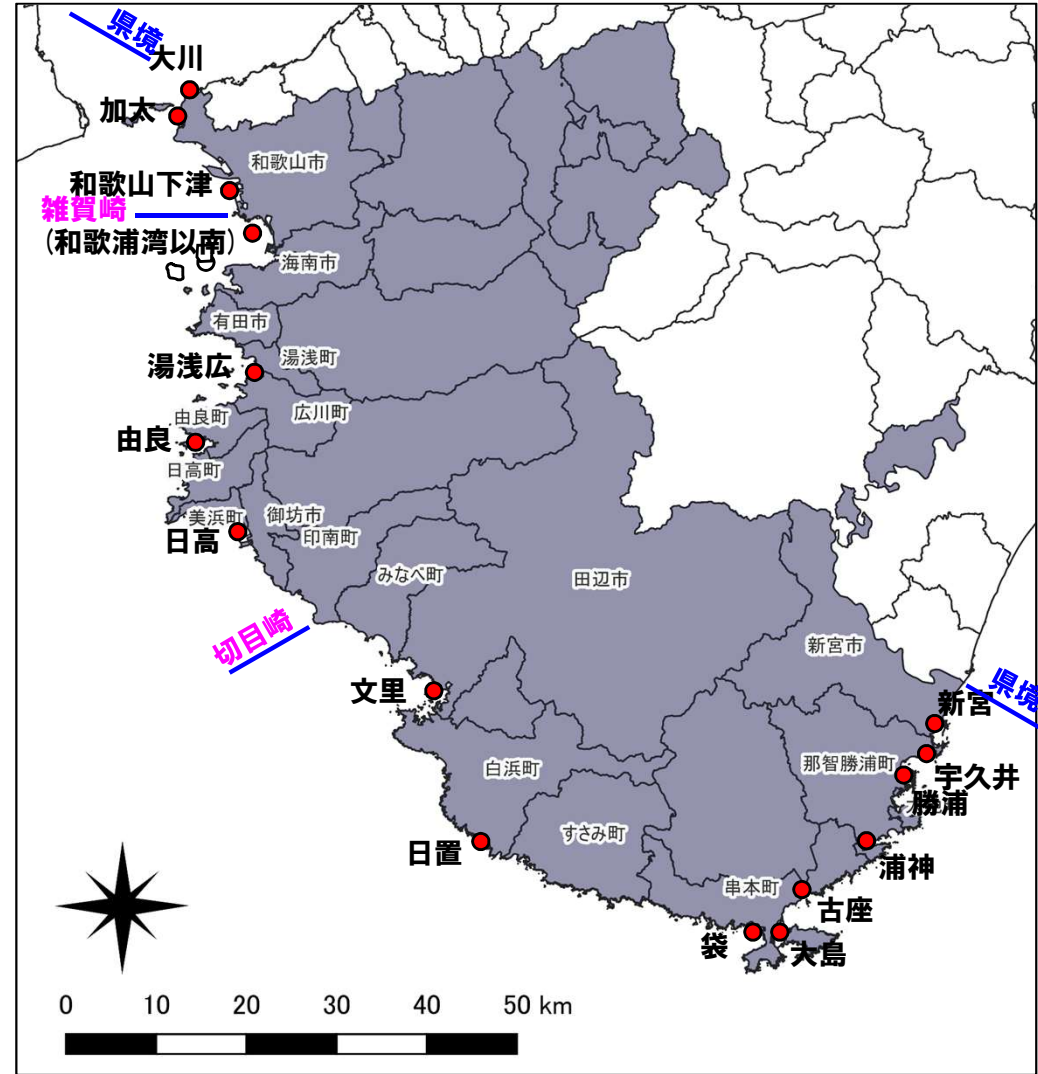 県境
大川
加太
和歌山市
和歌山下津
雑賀崎
(和歌浦湾以南)
海南市
有田市
湯浅町
湯浅広
広川町
由良町
由良
日高町
美浜町
御坊市
日高
印南町
みなべ町
田辺市
切目崎
新宮市
文里
県境
新宮
白浜町
那智勝浦町
宇久井
勝浦
すさみ町
日置
浦神
串本町
古座
袋
大島
0 10 20 30 40 50 km